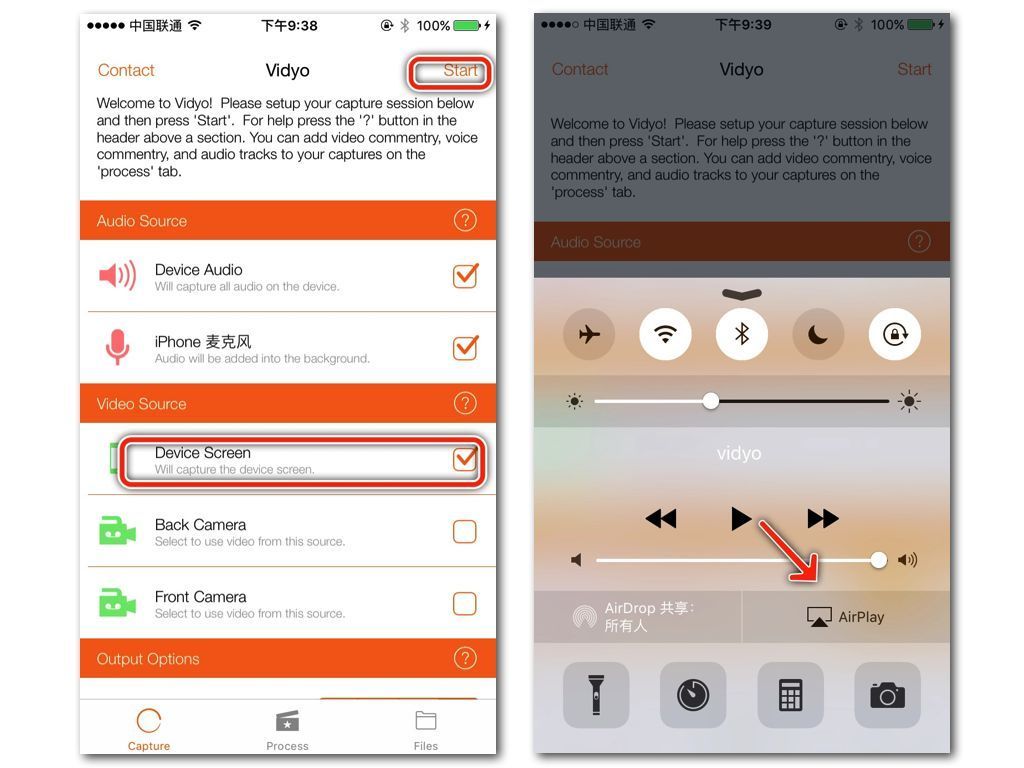 中国联通 下午9:38 100%
Contact Vidyo Start
Welcome to Vidyo! Please setup your capture session below
and then press 'Start'. For help press the '?' button in the
header above a section. You can add video commentry, voice
commentry, and audio tracks to your captures on the
'process' tab.
Audio Source ?
Device Audio
Will capture all audio on the device.
iPhone 麦克风
Audio will be added into the background.
Video Source ?
Device Screen
Will capture the device screen.
Back Camera
Select to use video from this source.
Front Camera
Select to use video from this source.
Output Options ?
Capture Process Files
中国联通 下午9:39 100%
Contact Vidyo Start
Welcome to Vidyo! Please setup your capture session below
and then press 'Start'. For help press the '?' button in the
header above a section. You can add video commentry, voice
commentry, and audio tracks to your captures on the
'process' tab.
Audio Source ?
vidyo
AirDrop 共享:
所有人
AirPlay